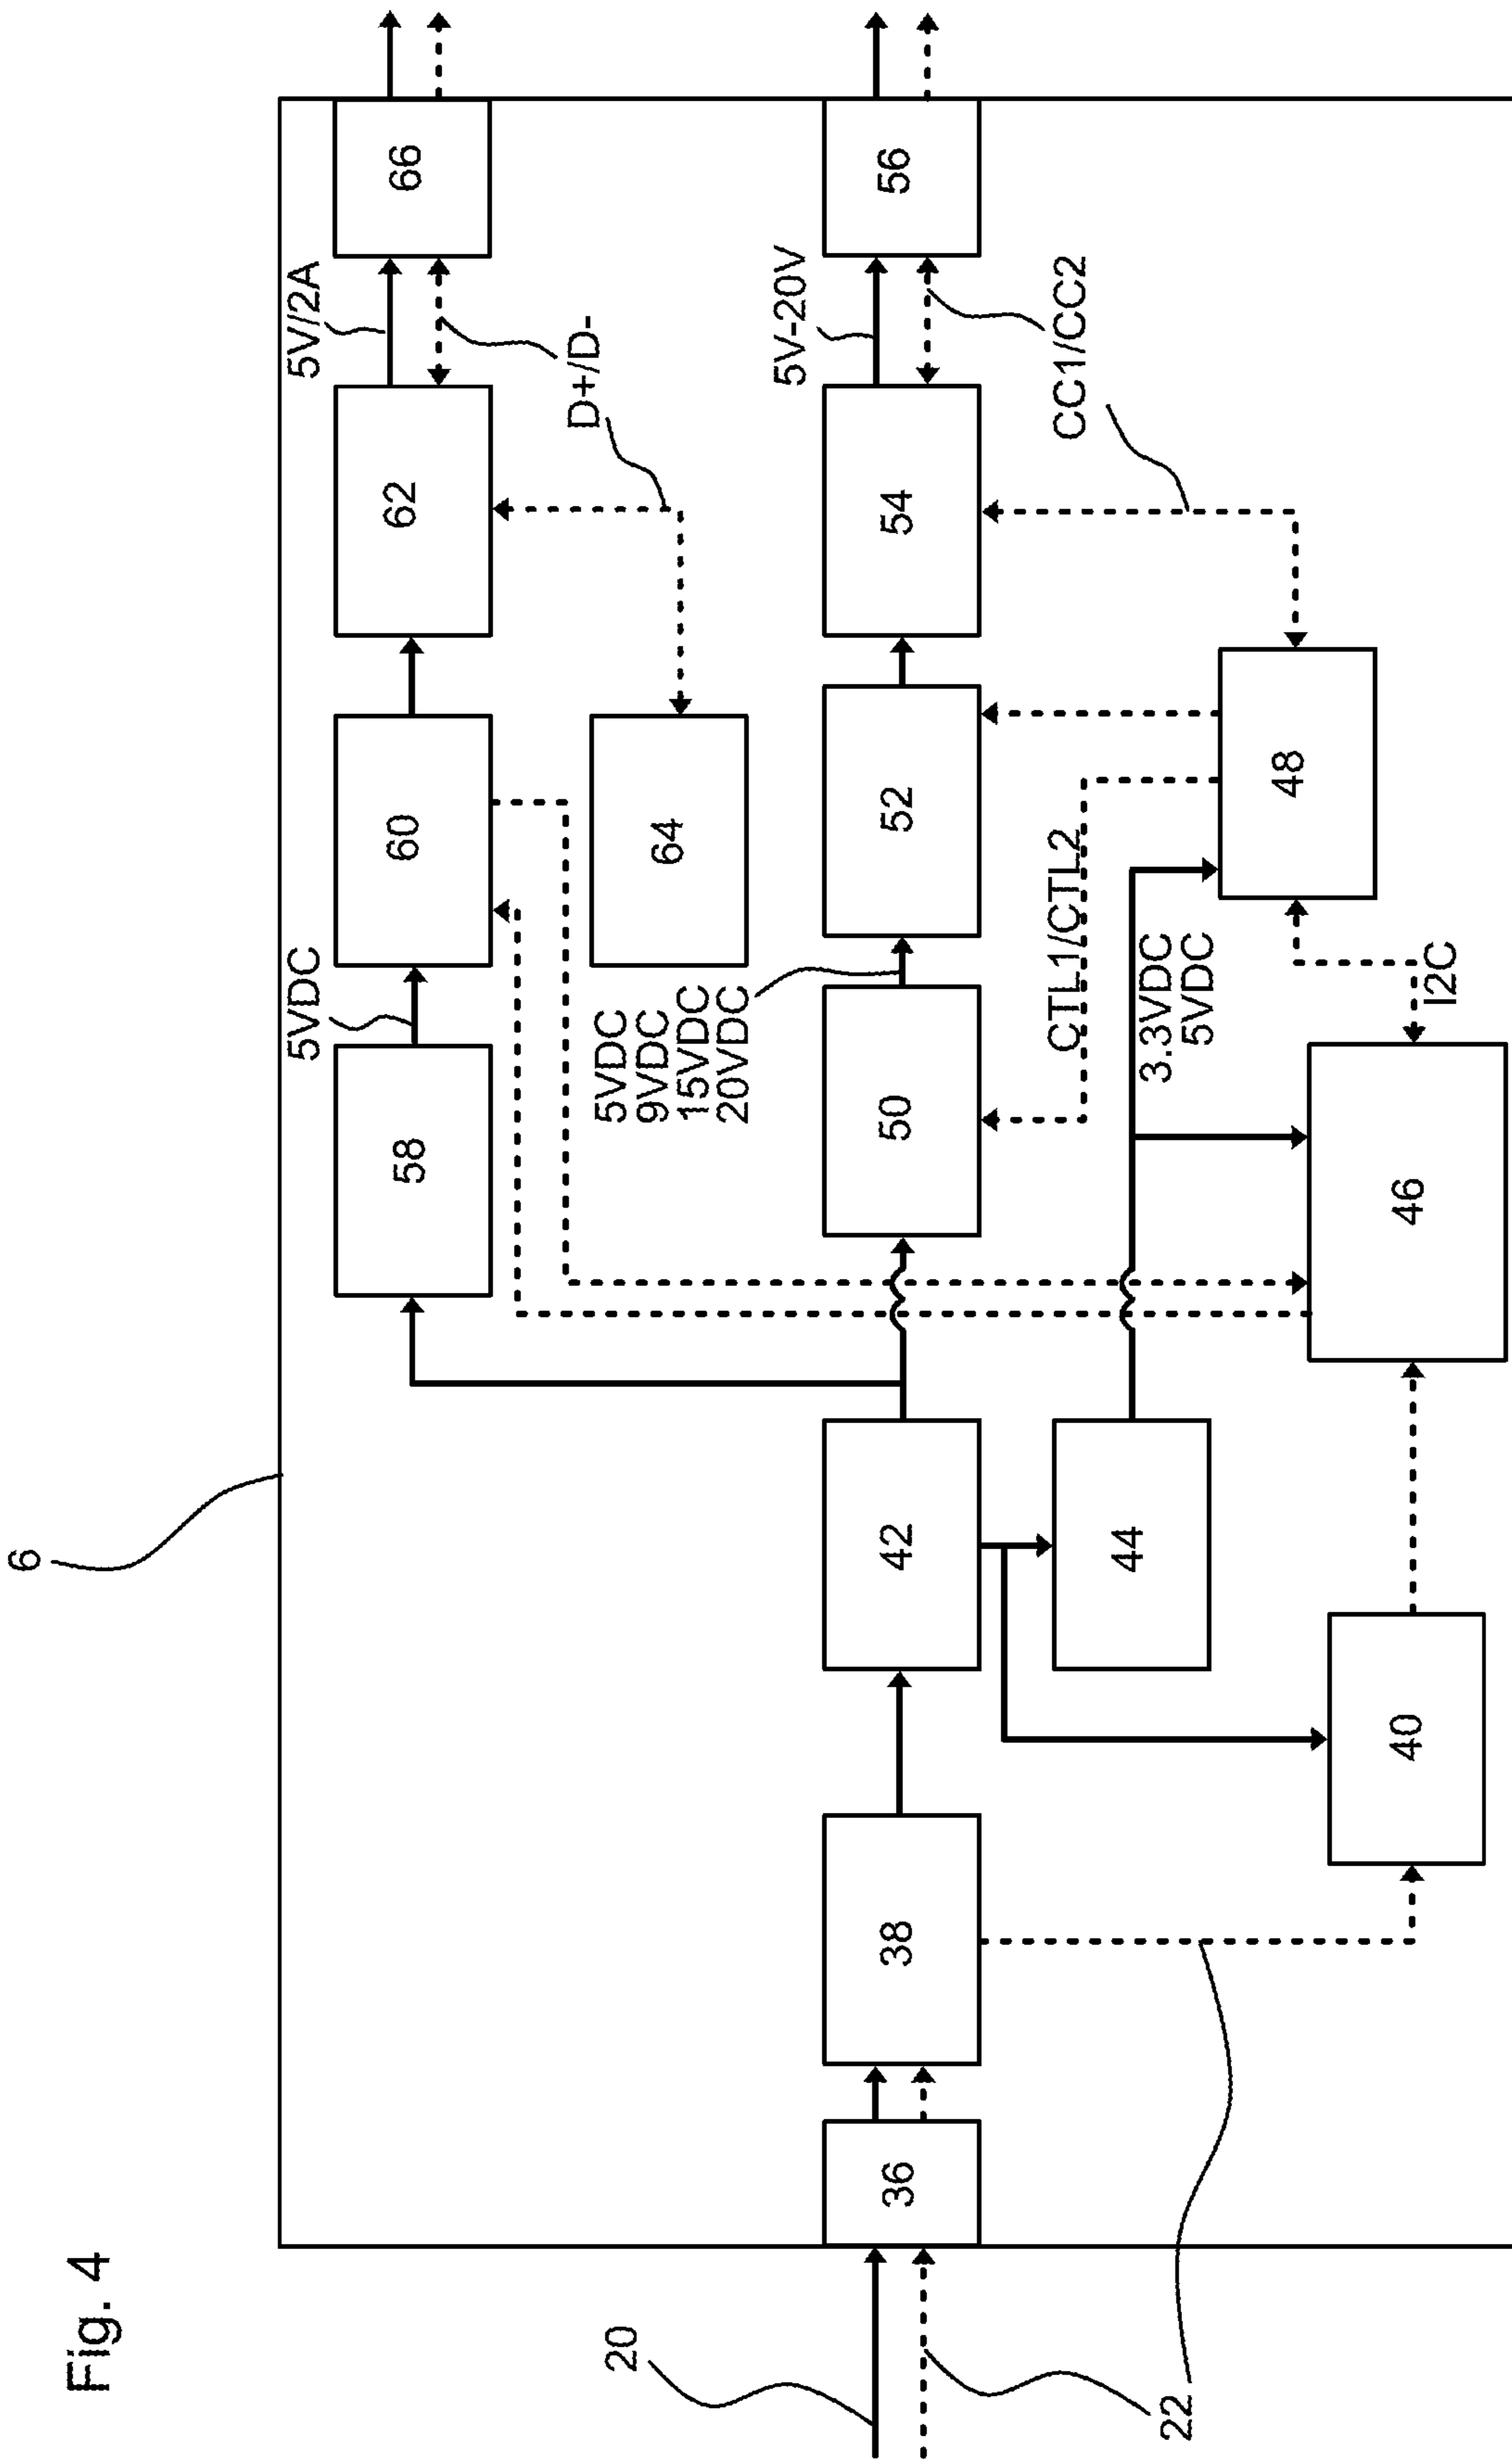 Fig. 4
6
20
22
36
38
40
42
44
46
48
50
52
54
56
58
60
62
64
66
5VDC
5V/2A
D+/D-
5VDC
9VDC
15VDC
20VDC
5V-20V
CC1/CC2
CTL1/CTL2
3.3VDC
5VDC
I2C